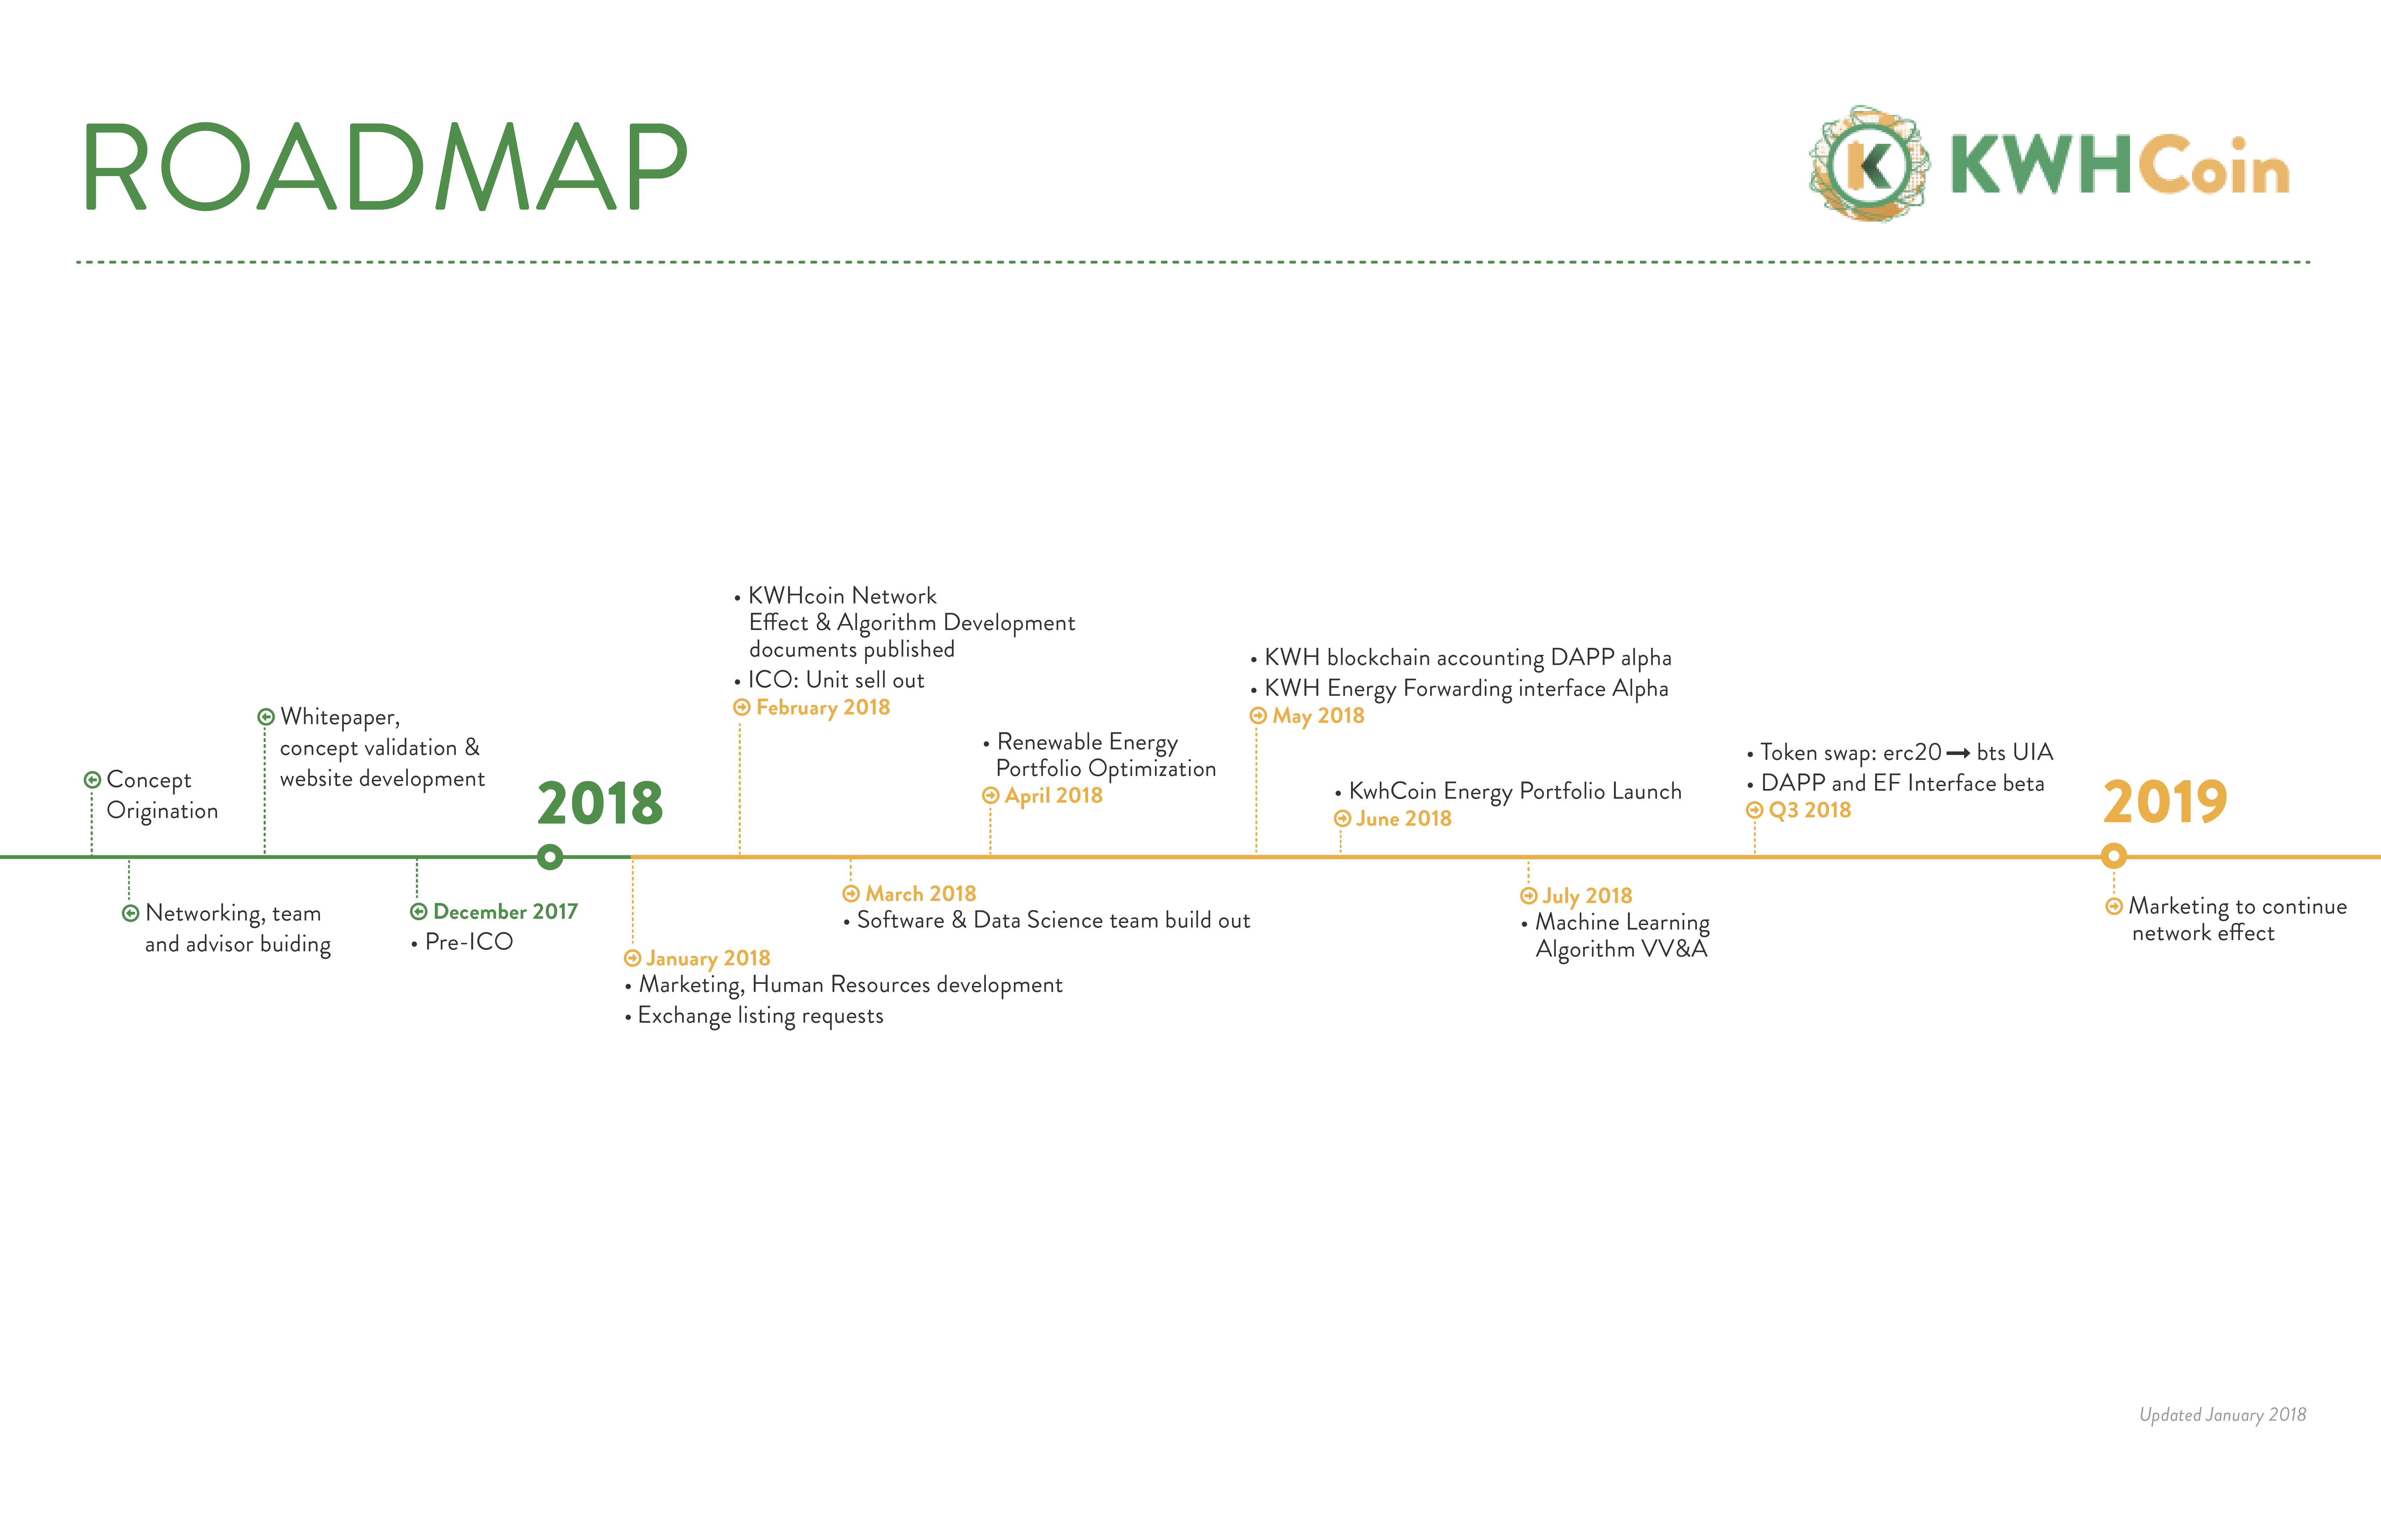 ROADMAP
K KWHCoin
• KWHcoin Network
Effect & Algorithm Development
documents published
• ICO: Unit sell out
February 2018
• KWH blockchain accounting DAPP alpha
• KWH Energy Forwarding interface Alpha
May 2018
Whitepaper,
concept validation &
website development
• Renewable Energy
Portfolio Optimization
April 2018
• Token swap: erc20 → bts UIA
• DAPP and EF Interface beta
Q3 2018
Concept
Origination
2018
• KwhCoin Energy Portfolio Launch
June 2018
2019
Networking, team
and advisor buiding
December 2017
• Pre-ICO
January 2018
• Marketing, Human Resources development
• Exchange listing requests
March 2018
• Software & Data Science team build out
July 2018
• Machine Learning
Algorithm VV&A
Marketing to continue
network effect
Updated January 2018